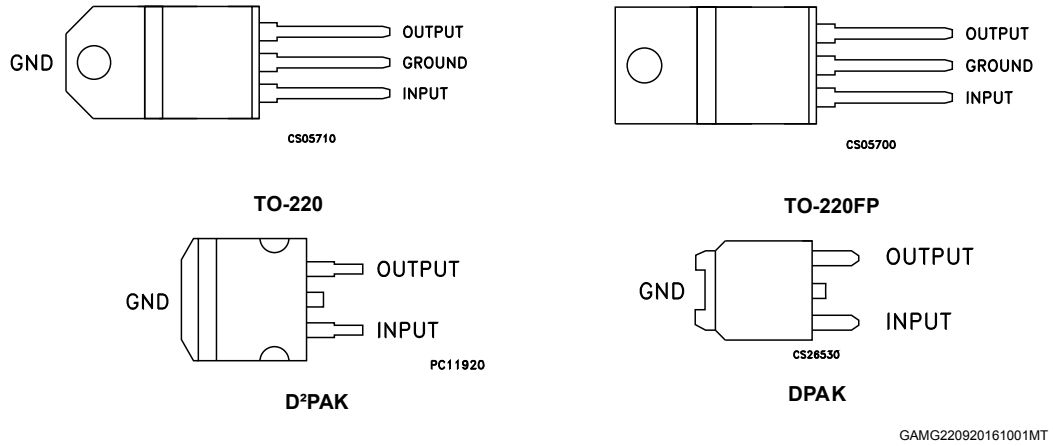 OUTPUT
GND
GROUND
INPUT
CS05710
TO-220
OUTPUT
GROUND
INPUT
CS05700
TO-220FP
OUTPUT
GND
INPUT
PC11920
D²PAK
OUTPUT
GND
INPUT
CS26530
DPAK
GAMG220920161001MT